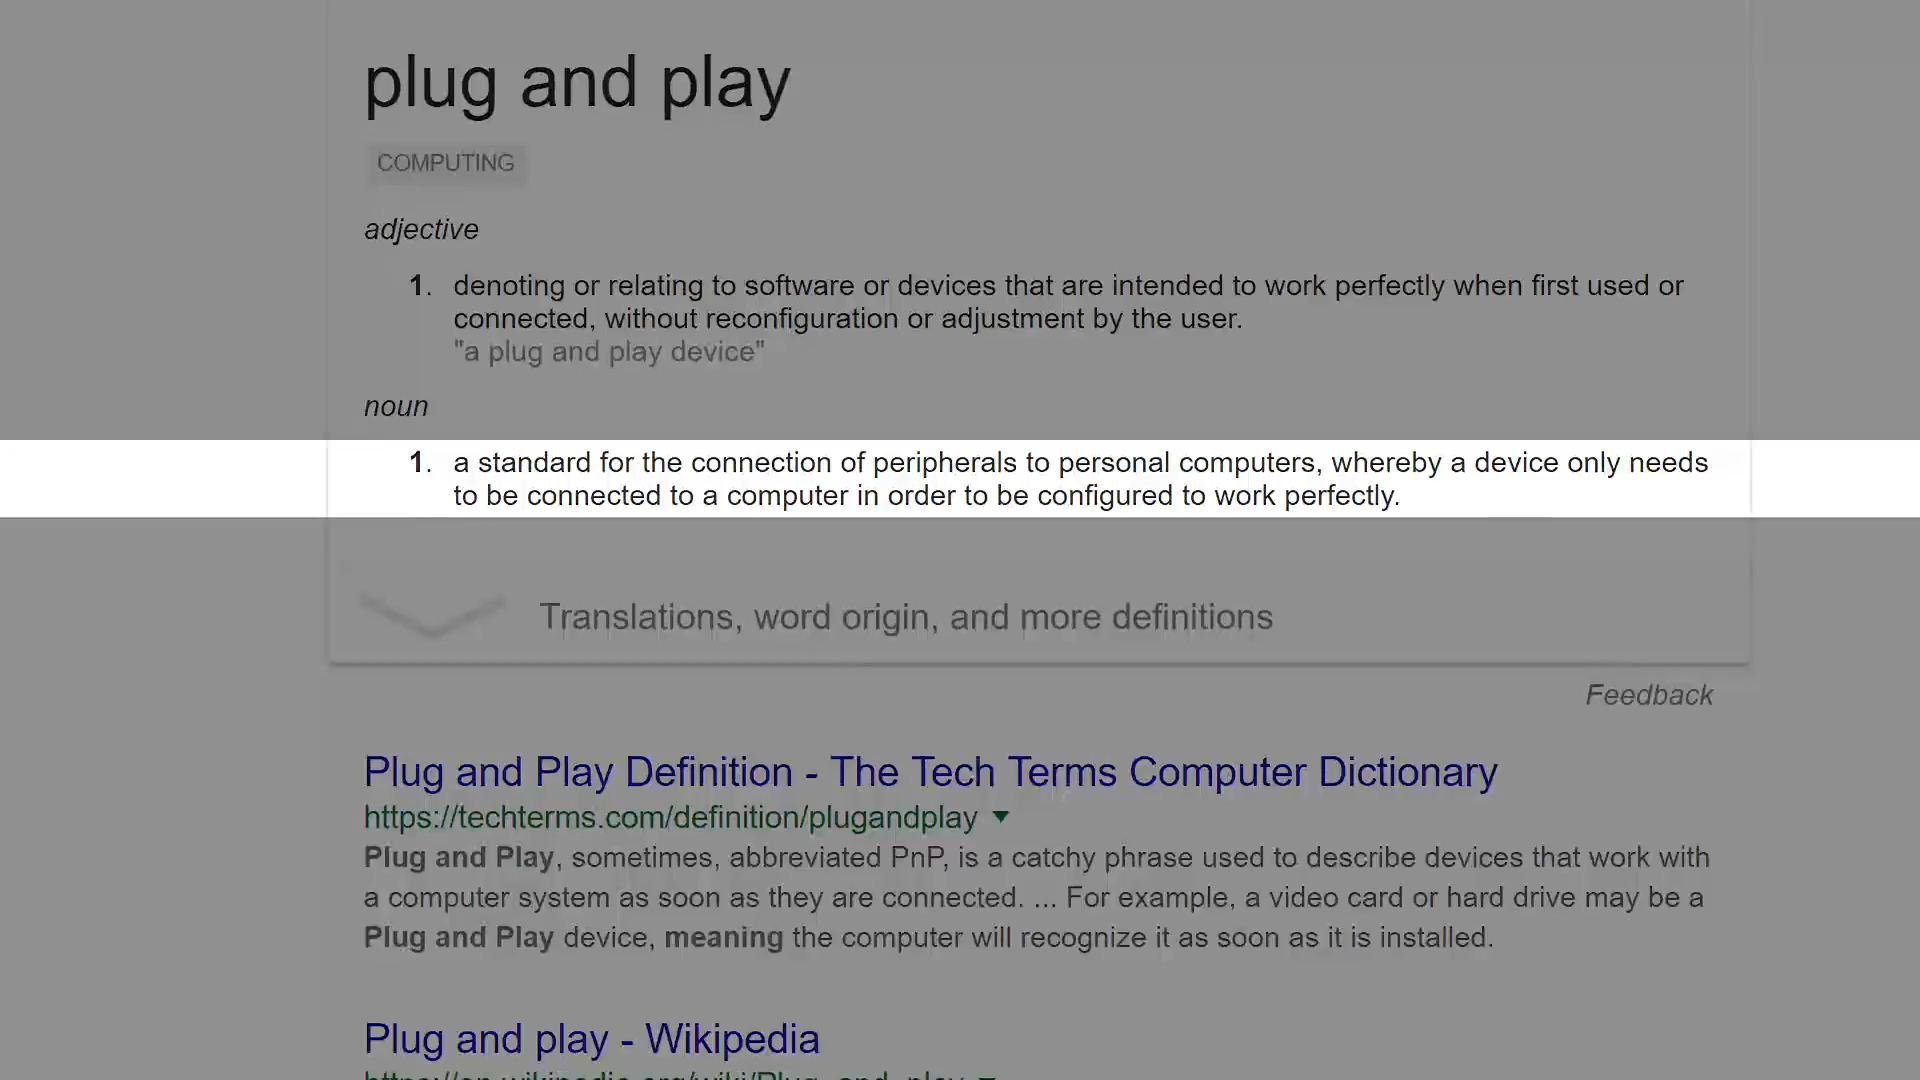 plug and play
COMPUTING
adjective
1. denoting or relating to software or devices that are intended to work perfectly when first used or
connected, without reconfiguration or adjustment by the user.
"a plug and play device"
noun
1. a standard for the connection of peripherals to personal computers, whereby a device only needs
to be connected to a computer in order to be configured to work perfectly.
Translations, word origin, and more definitions
Feedback
Plug and Play Definition - The Tech Terms Computer Dictionary
https://techterms.com/definition/plugandplay
Plug and Play, sometimes, abbreviated PnP, is a catchy phrase used to describe devices that work with
a computer system as soon as they are connected. ... For example, a video card or hard drive may be a
Plug and Play device, meaning the computer will recognize it as soon as it is installed.
Plug and play - Wikipedia
https://en.wikipedia.org/wiki/Plug_and_play